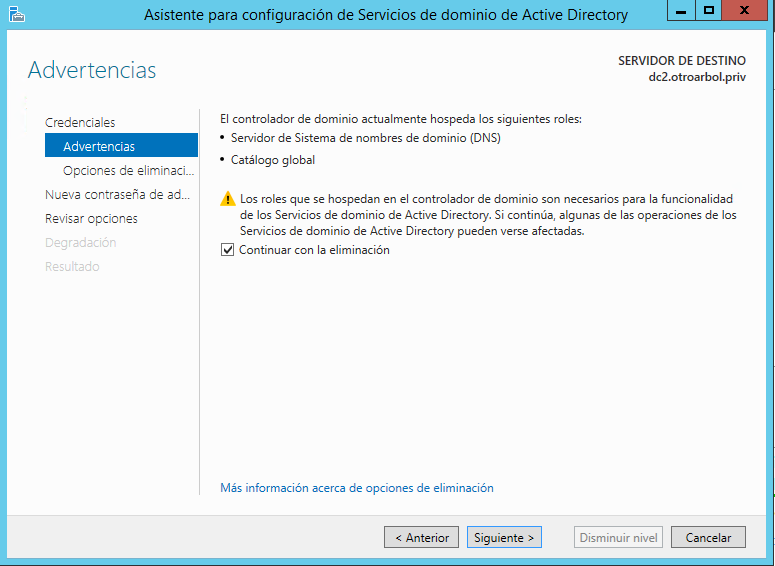 Asistente para configuración de Servicios de dominio de Active Directory
Advertencias
SERVIDOR DE DESTINO
dc2.otroarbol.priv
Credenciales
Advertencias
Opciones de eliminaci...
Nueva contraseña de ad...
Revisar opciones
Degradación
Resultado
El controlador de dominio actualmente hospeda los siguientes roles:
• Servidor de Sistema de nombres de dominio (DNS)
• Catálogo global
Los roles que se hospedan en el controlador de dominio son necesarios para la funcionalidad
de los Servicios de dominio de Active Directory. Si continúa, algunas de las operaciones de los
Servicios de dominio de Active Directory pueden verse afectadas.
Continuar con la eliminación
Más información acerca de opciones de eliminación
< Anterior
Siguiente >
Disminuir nivel
Cancelar